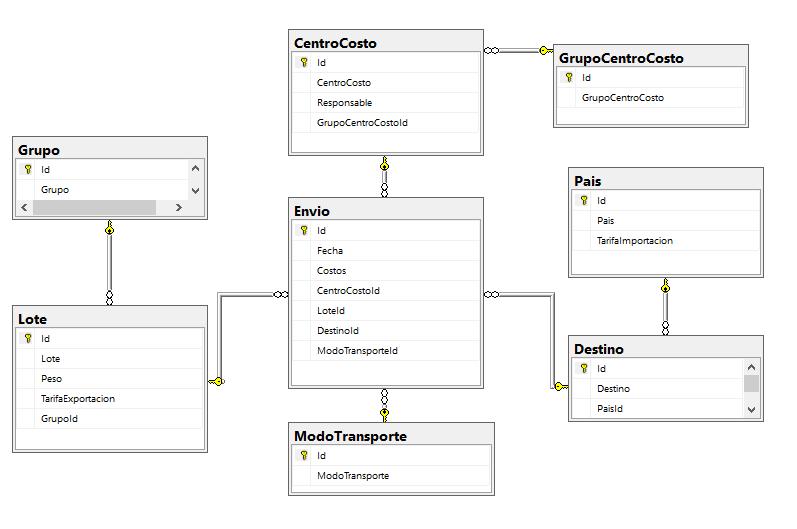 CentroCosto
Id
CentroCosto
Responsable
GrupoCentroCostoId
GrupoCentroCosto
Id
GrupoCentroCosto
Grupo
Id
Grupo
Pais
Id
Pais
TarifaImportacion
Envio
Id
Fecha
Costos
CentroCostoId
LoteId
DestinoId
ModoTransporteId
Lote
Id
Lote
Peso
TarifaExportacion
GrupoId
Destino
Id
Destino
PaisId
ModoTransporte
Id
ModoTransporte